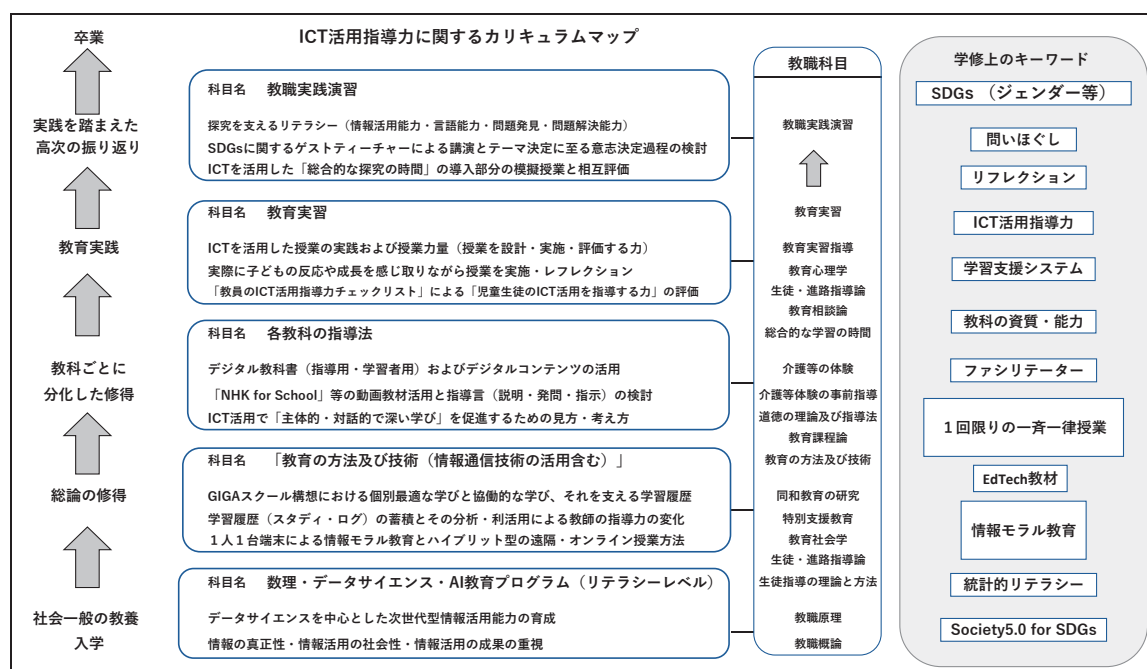 ICT活用指導力に関するカリキュラムマップ
卒業
実践を踏まえた
高次の振り返り
教育実践
教科ごとに
分化した修得
総論の修得
社会一般の教養
入学
科目名 教職実践演習
探究を支えるリテラシー（情報活用能力・言語能力・問題発見・問題解決能力）
SDGsに関するゲストティーチャーによる講演とテーマ決定に至る意志決定過程の検討
ICTを活用した「総合的な探究の時間」の導入部分の模擬授業と相互評価
科目名 教育実習
ICTを活用した授業の実践および授業力量（授業を設計・実施・評価する力）
実際に子どもの反応や成長を感じ取りながら授業を実施・レフレクション
「教員のICT活用指導力チェックリスト」による「児童生徒のICT活用を指導する力」の評価
科目名 各教科の指導法
デジタル教科書（指導用・学習者用）およびデジタルコンテンツの活用
「NHK for School」等の動画教材活用と指導言（説明・発問・指示）の検討
ICT活用で「主体的・対話的で深い学び」を促進するための見方・考え方
科目名 「教育の方法及び技術（情報通信技術の活用含む）」
GIGAスクール構想における個別最適な学びと協働的な学び、それを支える学習履歴
学習履歴（スタディ・ログ）の蓄積とその分析・利活用による教師の指導力の変化
１人１台端末による情報モラル教育とハイブリット型の遠隔・オンライン授業方法
科目名 数理・データサイエンス・AI教育プログラム（リテラシーレベル）
データサイエンスを中心とした次世代型情報活用能力の育成
情報の真正性・情報活用の社会性・情報活用の成果の重視
教職科目
教職実践演習
教育実習
教育実習指導
教育心理学
生徒・進路指導論
教育相談論
総合的な学習の時間
介護等の体験
介護等体験の事前指導
道徳の理論及び指導法
教育課程論
教育の方法及び技術
同和教育の研究
特別支援教育
教育社会学
生徒・進路指導論
生徒指導の理論と方法
教職原理
教職概論
学修上のキーワード
SDGs （ジェンダー等）
問いほぐし
リフレクション
ICT活用指導力
学習支援システム
教科の資質・能力
ファシリテーター
１回限りの一斉一律授業
EdTech教材
情報モラル教育
統計的リテラシー
Society5.0 for SDGs